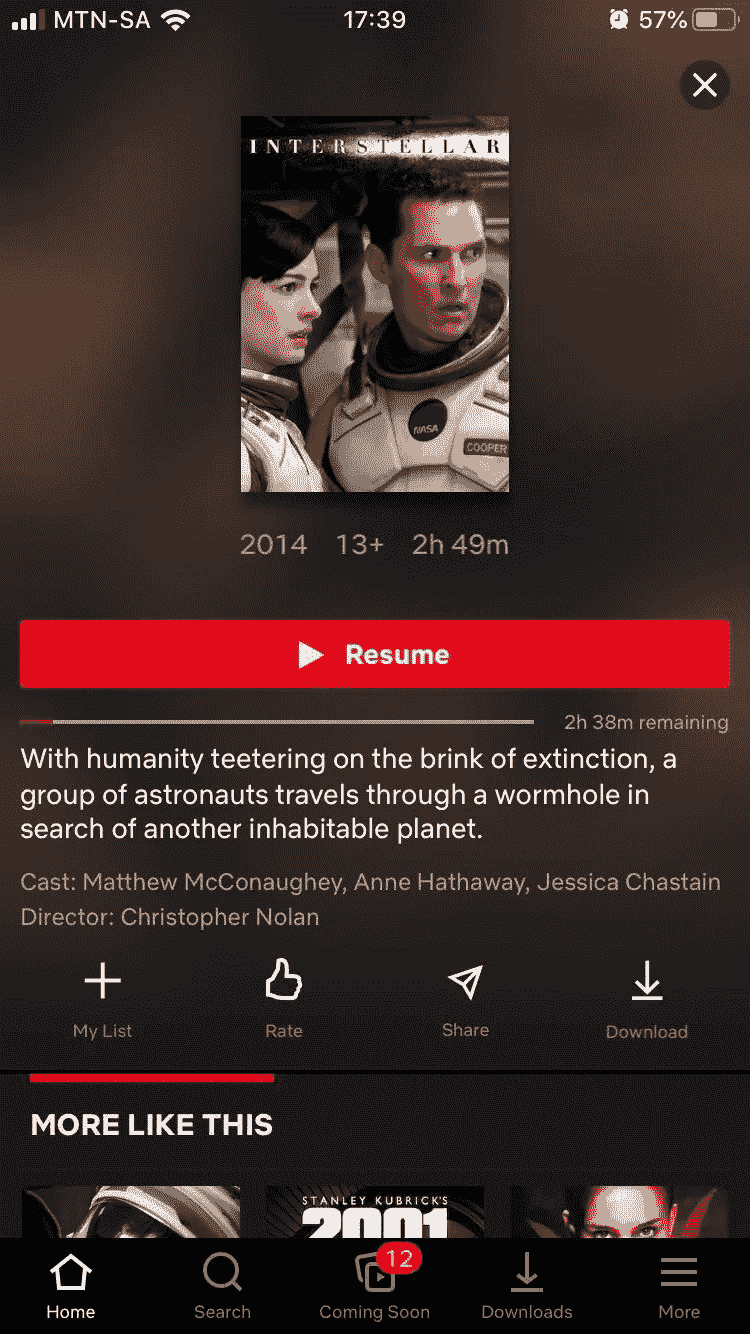 MTN-SA 17:39 57%
INTERSTELLAR
NASA
COOPER
2014 13+ 2h 49m
Resume
2h 38m remaining
With humanity teetering on the brink of extinction, a
group of astronauts travels through a wormhole in
search of another inhabitable planet.
Cast: Matthew McConaughey, Anne Hathaway, Jessica Chastain
Director: Christopher Nolan
My List Rate Share Download
MORE LIKE THIS
STANLEY KUBRICK'S
2001
12
Home Search Coming Soon Downloads More